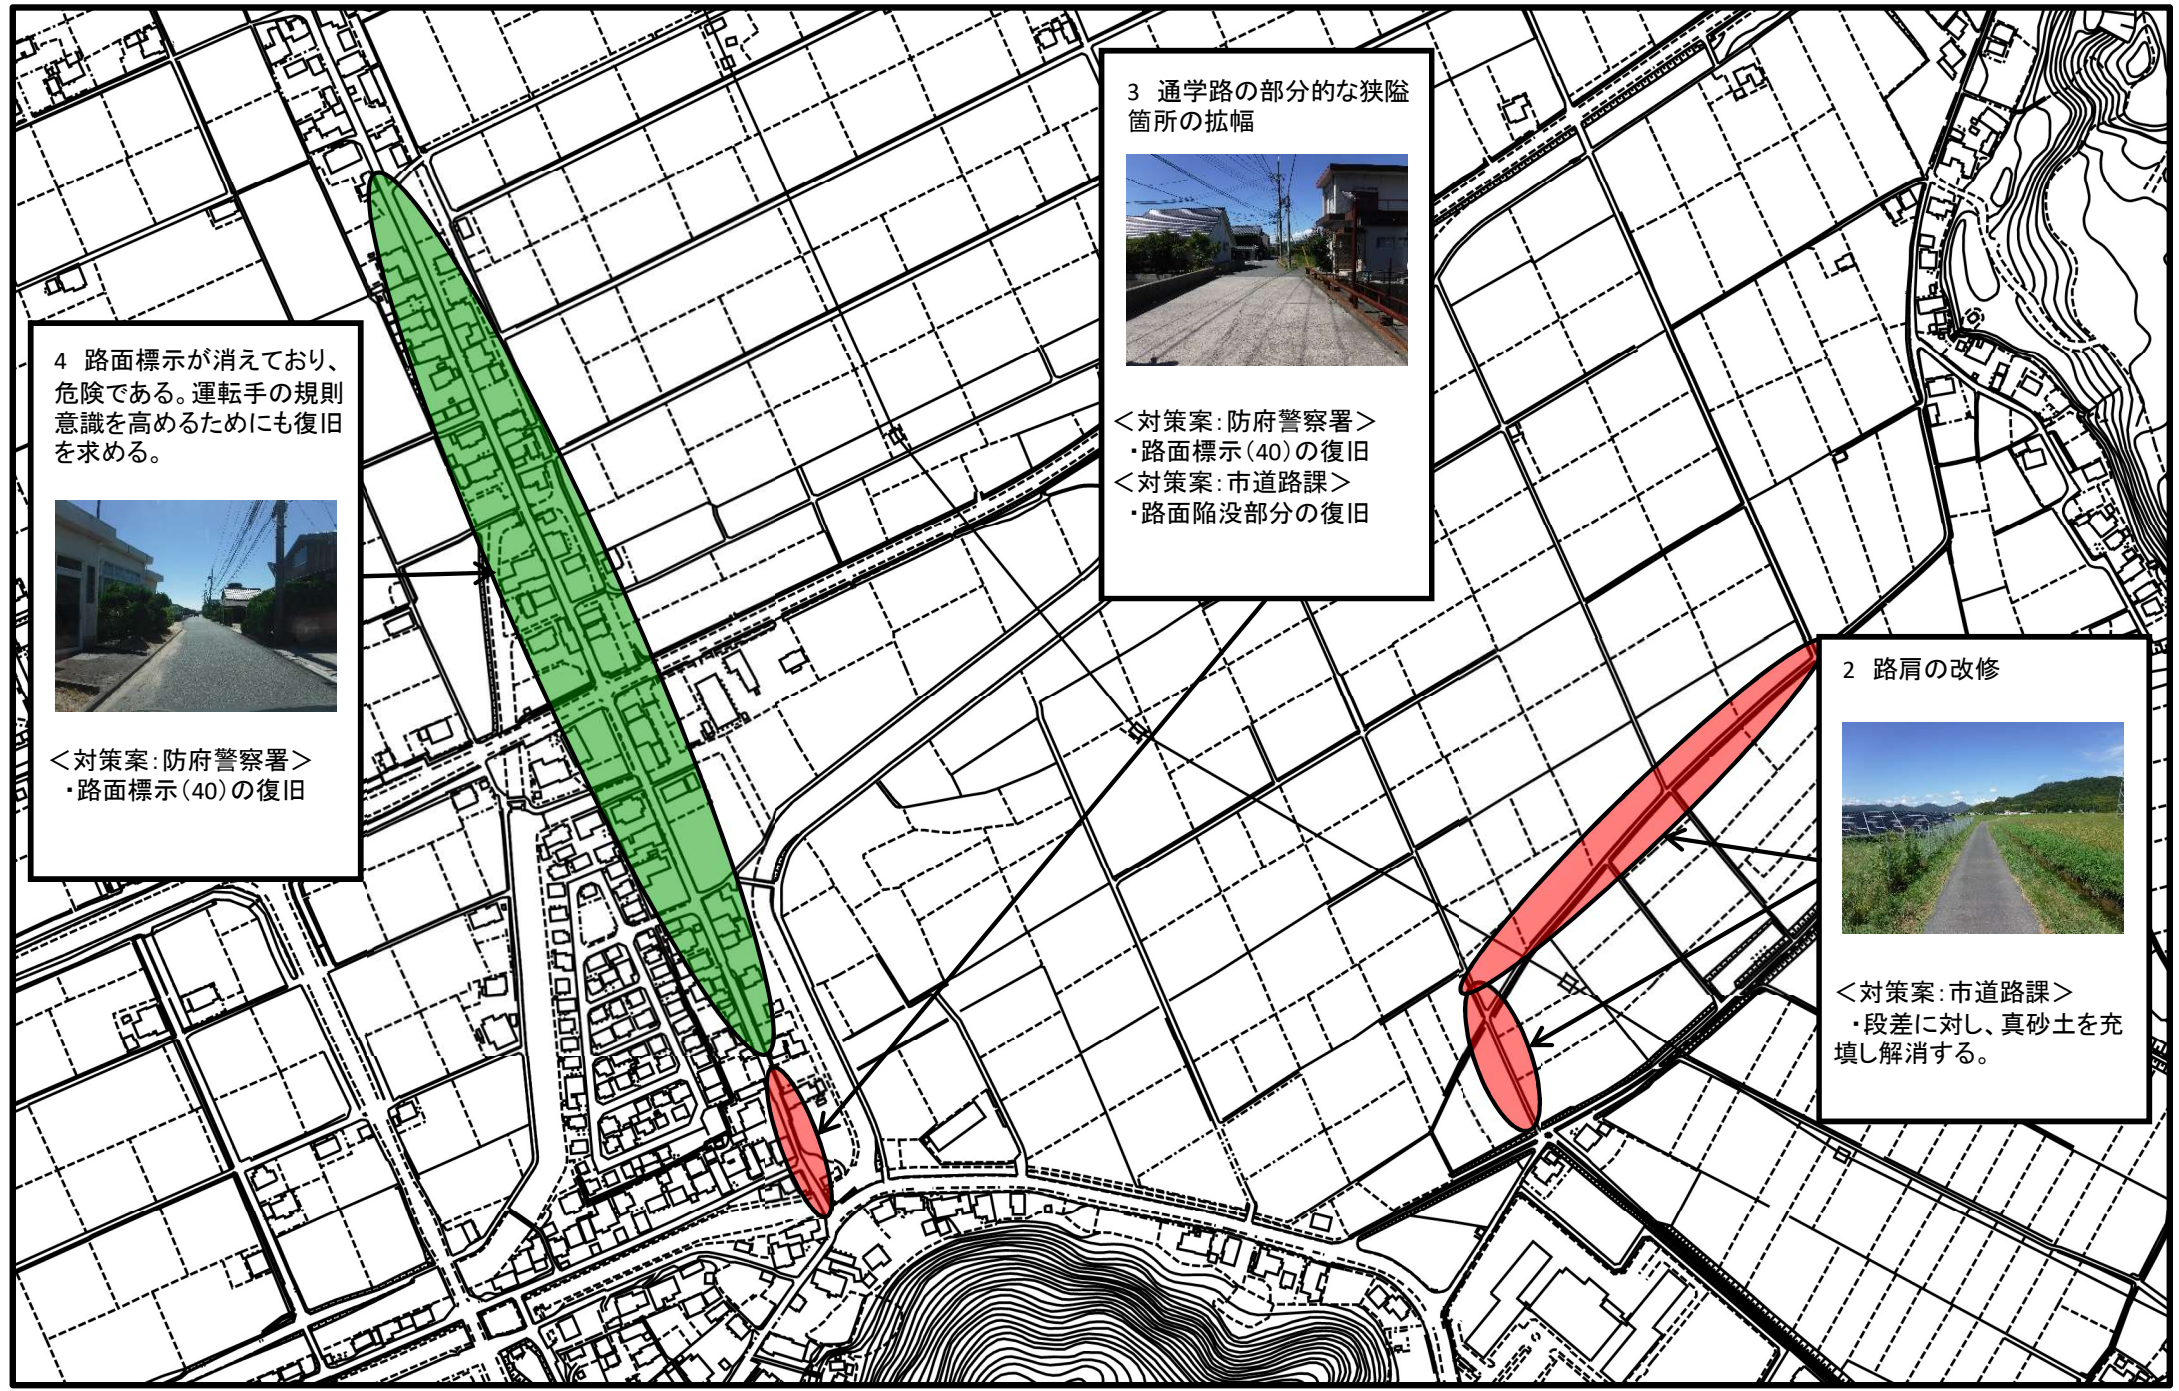 3 通学路の部分的な狭隘
箇所の拡幅
＜対策案：防府警察署＞
・路面標示（40）の復旧
＜対策案：市道路課＞
・路面陥没部分の復旧
4 路面標示が消えており、
危険である。運転手の規則
意識を高めるためにも復旧
を求める。
＜対策案：防府警察署＞
・路面標示（40）の復旧
2 路肩の改修
＜対策案：市道路課＞
・段差に対し、真砂土を充
填し解消する。